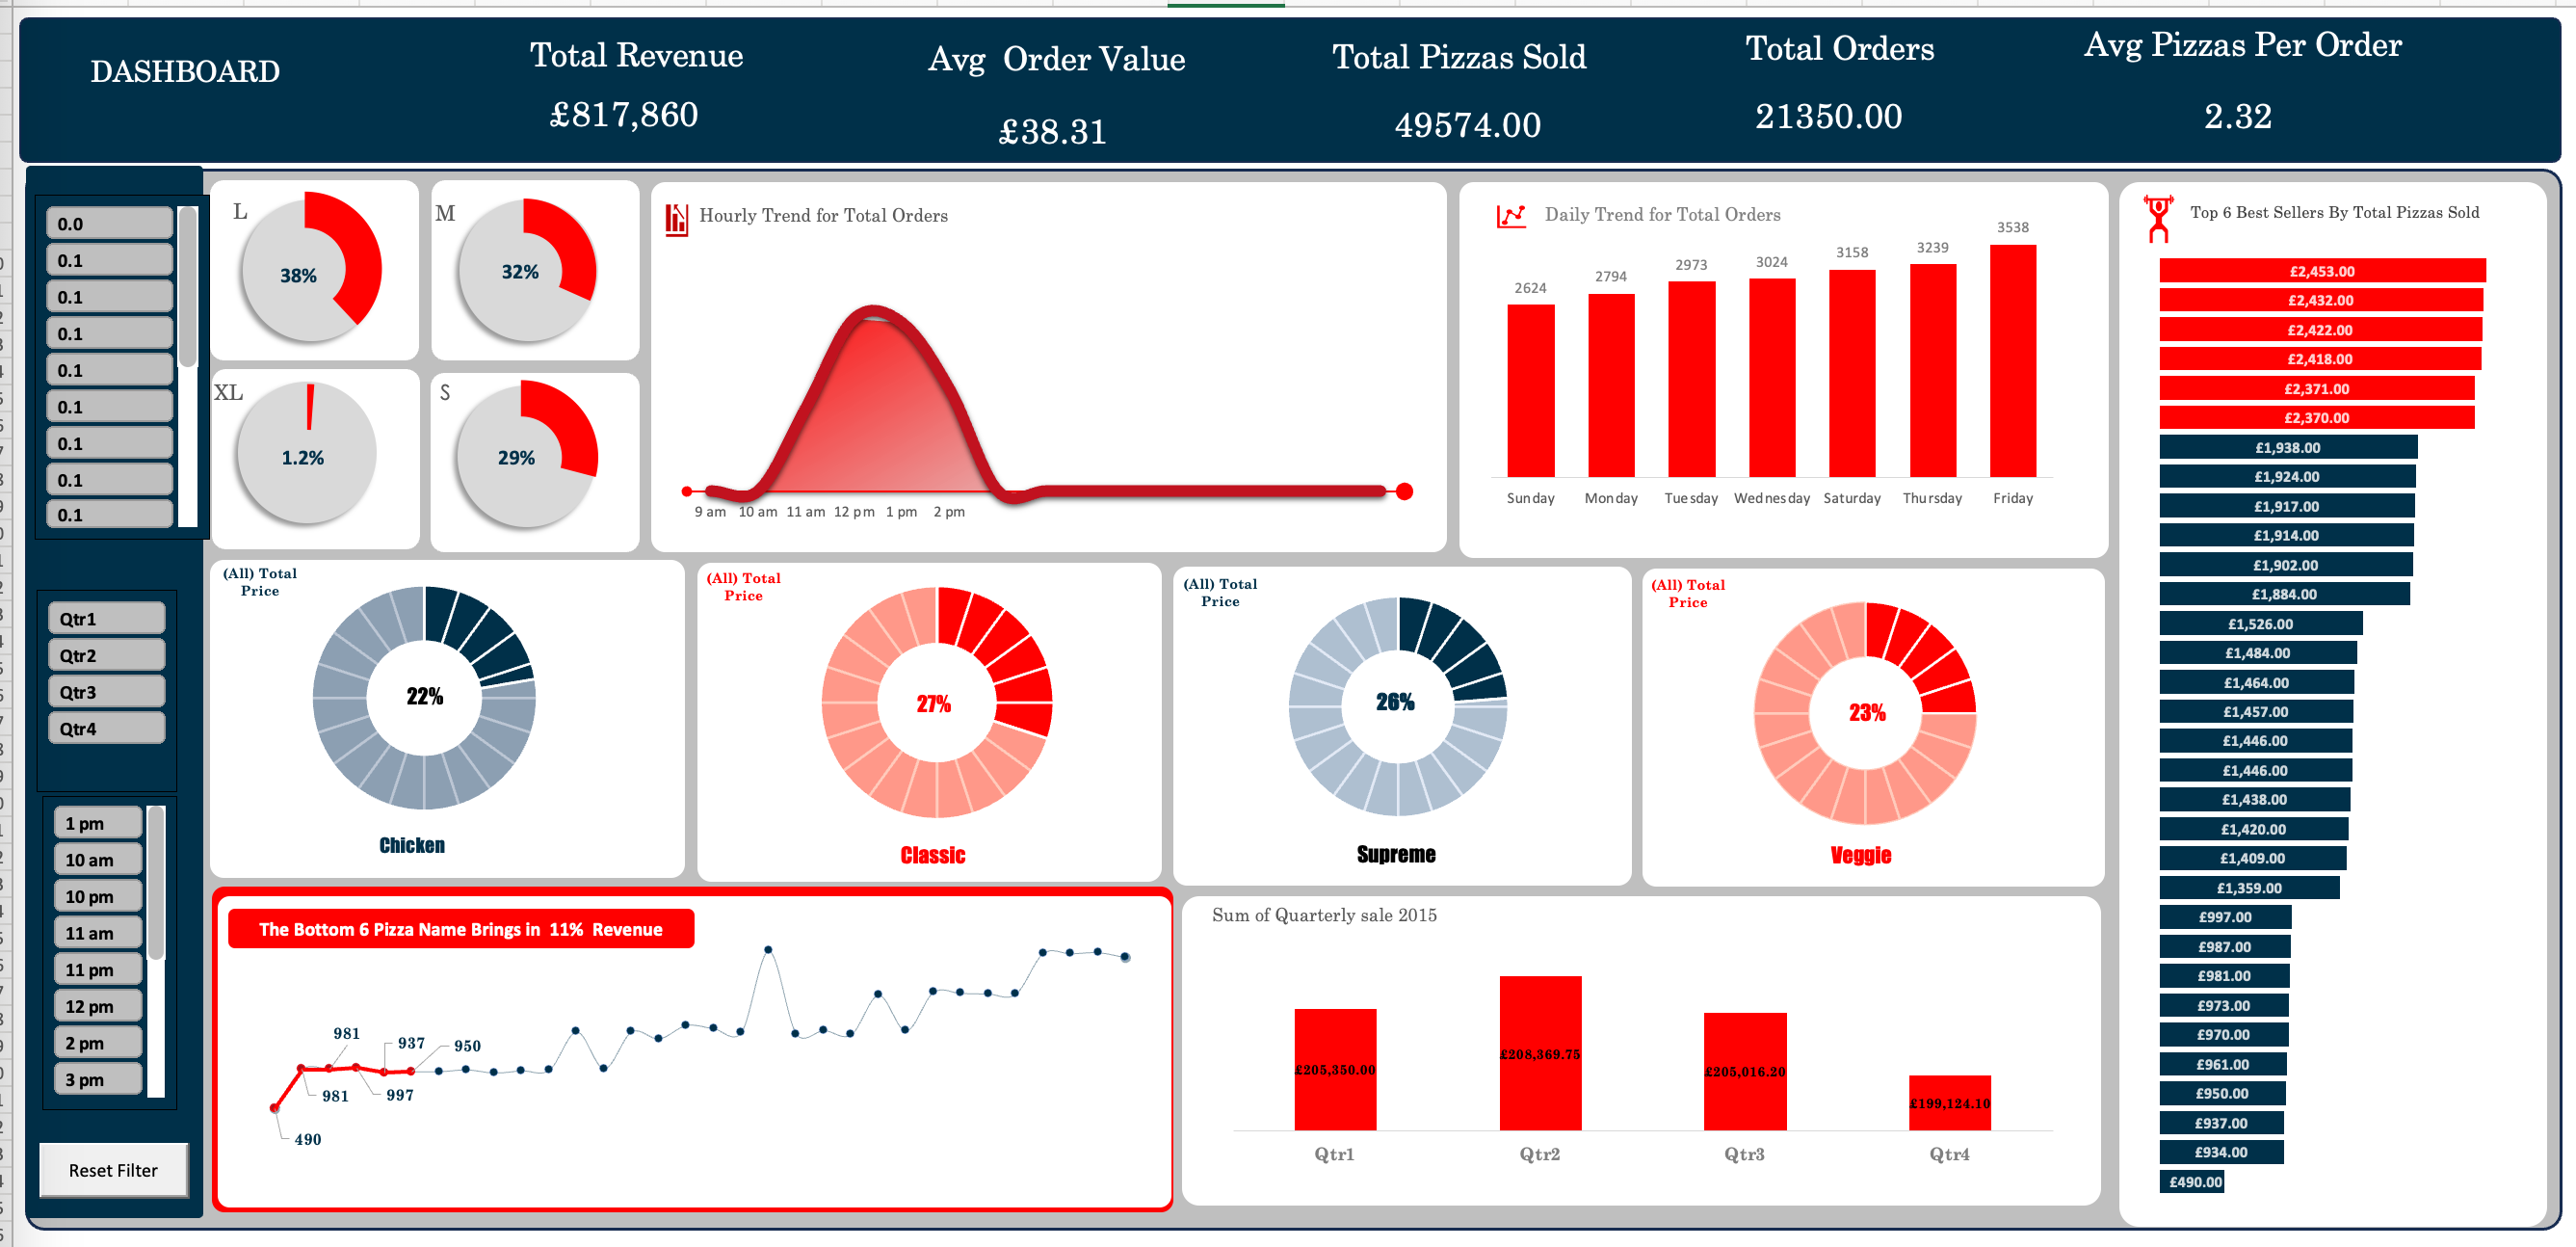 DASHBOARD
Total Revenue
£817,860
Avg Order Value
£38.31
Total Pizzas Sold
49574.00
Total Orders
21350.00
Avg Pizzas Per Order
2.32
0.0
0.1
0.1
0.1
0.1
0.1
0.1
0.1
0.1
Qtr1
Qtr2
Qtr3
Qtr4
1 pm
10 am
10 pm
11 am
11 pm
12 pm
2 pm
3 pm
Reset Filter
L
38%
M
32%
XL
1.2%
S
29%
Hourly Trend for Total Orders
9 am 10 am 11 am 12 pm 1 pm 2 pm
Daily Trend for Total Orders
2624 2794 2973 3024 3158 3239 3538
Sunday Monday Tuesday Wednesday Saturday Thursday Friday
(All) Total
Price
22%
Chicken
(All) Total
Price
27%
Classic
(All) Total
Price
26%
Supreme
(All) Total
Price
23%
Veggie
The Bottom 6 Pizza Name Brings in 11% Revenue
490
981
981
997
937
950
Sum of Quarterly sale 2015
£205,350.00
£208,369.75
£205,016.20
£199,124.10
Qtr1 Qtr2 Qtr3 Qtr4
Top 6 Best Sellers By Total Pizzas Sold
£2,453.00
£2,432.00
£2,422.00
£2,418.00
£2,371.00
£2,370.00
£1,938.00
£1,924.00
£1,917.00
£1,914.00
£1,902.00
£1,884.00
£1,526.00
£1,484.00
£1,464.00
£1,457.00
£1,446.00
£1,446.00
£1,438.00
£1,420.00
£1,409.00
£1,359.00
£997.00
£987.00
£981.00
£973.00
£970.00
£961.00
£950.00
£937.00
£934.00
£490.00